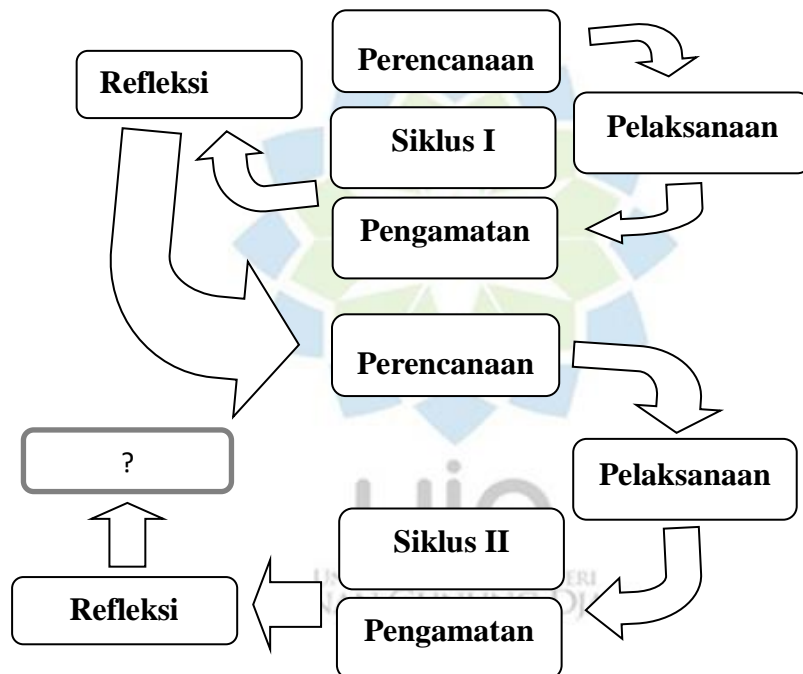 Perencanaan
Refleksi
Siklus I
Pelaksanaan
Pengamatan
Perencanaan
?
Pelaksanaan
Siklus II
Refleksi
Pengamatan